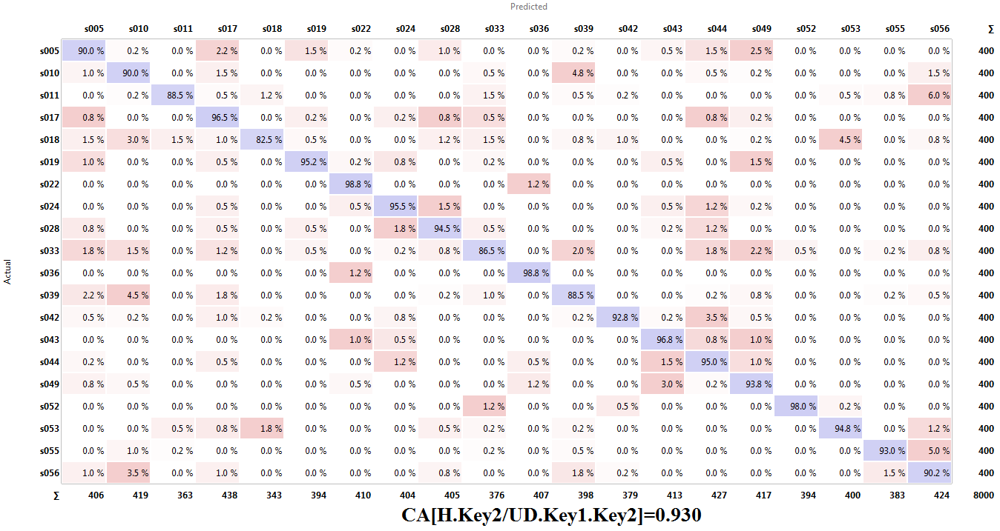 Predicted
s005 s010 s011 s017 s018 s019 s022 s024 s028 s033 s036 s039 s042 s043 s044 s049 s052 s053 s055 s056 Σ
s005 90.0 % 0.2 % 0.0 % 2.2 % 0.0 % 1.5 % 0.2 % 0.0 % 1.0 % 0.0 % 0.0 % 0.2 % 0.0 % 0.5 % 1.5 % 2.5 % 0.0 % 0.0 % 0.0 % 0.0 % 400
s010 1.0 % 90.0 % 0.0 % 1.5 % 0.0 % 0.0 % 0.0 % 0.0 % 0.0 % 0.5 % 0.0 % 4.8 % 0.0 % 0.0 % 0.5 % 0.2 % 0.0 % 0.0 % 0.0 % 1.5 % 400
s011 0.0 % 0.2 % 88.5 % 0.5 % 1.2 % 0.0 % 0.0 % 0.0 % 0.0 % 1.5 % 0.0 % 0.5 % 0.2 % 0.0 % 0.0 % 0.0 % 0.0 % 0.5 % 0.8 % 6.0 % 400
s017 0.8 % 0.0 % 0.0 % 96.5 % 0.0 % 0.2 % 0.0 % 0.2 % 0.8 % 0.5 % 0.0 % 0.0 % 0.0 % 0.0 % 0.8 % 0.2 % 0.0 % 0.0 % 0.0 % 0.0 % 400
s018 1.5 % 3.0 % 1.5 % 1.0 % 82.5 % 0.5 % 0.0 % 0.0 % 1.2 % 1.5 % 0.0 % 0.8 % 1.0 % 0.0 % 0.0 % 0.2 % 0.0 % 4.5 % 0.0 % 0.8 % 400
s019 1.0 % 0.0 % 0.0 % 0.5 % 0.0 % 95.2 % 0.2 % 0.8 % 0.0 % 0.2 % 0.0 % 0.0 % 0.0 % 0.5 % 0.0 % 1.5 % 0.0 % 0.0 % 0.0 % 0.0 % 400
s022 0.0 % 0.0 % 0.0 % 0.0 % 0.0 % 0.0 % 98.8 % 0.0 % 0.0 % 0.0 % 1.2 % 0.0 % 0.0 % 0.0 % 0.0 % 0.0 % 0.0 % 0.0 % 0.0 % 0.0 % 400
s024 0.0 % 0.0 % 0.0 % 0.5 % 0.0 % 0.0 % 0.5 % 95.5 % 1.5 % 0.0 % 0.0 % 0.0 % 0.0 % 0.5 % 1.2 % 0.2 % 0.0 % 0.0 % 0.0 % 0.0 % 400
s028 0.8 % 0.0 % 0.0 % 0.5 % 0.0 % 0.5 % 0.0 % 1.8 % 94.5 % 0.5 % 0.0 % 0.0 % 0.0 % 0.2 % 1.2 % 0.0 % 0.0 % 0.0 % 0.0 % 0.0 % 400
s033 1.8 % 1.5 % 0.0 % 1.2 % 0.0 % 0.5 % 0.0 % 0.2 % 0.8 % 86.5 % 0.0 % 2.0 % 0.0 % 0.0 % 1.8 % 2.2 % 0.5 % 0.0 % 0.2 % 0.8 % 400
s036 0.0 % 0.0 % 0.0 % 0.0 % 0.0 % 0.0 % 1.2 % 0.0 % 0.0 % 0.0 % 98.8 % 0.0 % 0.0 % 0.0 % 0.0 % 0.0 % 0.0 % 0.0 % 0.0 % 0.0 % 400
s039 2.2 % 4.5 % 0.0 % 1.8 % 0.0 % 0.0 % 0.0 % 0.0 % 0.2 % 1.0 % 0.0 % 88.5 % 0.0 % 0.0 % 0.2 % 0.8 % 0.0 % 0.0 % 0.2 % 0.5 % 400
s042 0.5 % 0.2 % 0.0 % 1.0 % 0.2 % 0.0 % 0.0 % 0.8 % 0.0 % 0.0 % 0.0 % 0.2 % 92.8 % 0.2 % 3.5 % 0.5 % 0.0 % 0.0 % 0.0 % 0.0 % 400
s043 0.0 % 0.0 % 0.0 % 0.0 % 0.0 % 0.0 % 1.0 % 0.5 % 0.0 % 0.0 % 0.0 % 0.0 % 0.0 % 96.8 % 0.8 % 1.0 % 0.0 % 0.0 % 0.0 % 0.0 % 400
s044 0.2 % 0.0 % 0.0 % 0.5 % 0.0 % 0.0 % 0.0 % 1.2 % 0.0 % 0.0 % 0.5 % 0.0 % 0.0 % 1.5 % 95.0 % 1.0 % 0.0 % 0.0 % 0.0 % 0.0 % 400
s049 0.8 % 0.5 % 0.0 % 0.0 % 0.0 % 0.0 % 0.5 % 0.0 % 0.0 % 0.0 % 1.2 % 0.0 % 0.0 % 3.0 % 0.2 % 93.8 % 0.0 % 0.0 % 0.0 % 0.0 % 400
s052 0.0 % 0.0 % 0.0 % 0.0 % 0.0 % 0.0 % 0.0 % 0.0 % 0.0 % 1.2 % 0.0 % 0.0 % 0.5 % 0.0 % 0.0 % 0.0 % 98.0 % 0.2 % 0.0 % 0.0 % 400
s053 0.0 % 0.0 % 0.5 % 0.8 % 1.8 % 0.0 % 0.0 % 0.0 % 0.5 % 0.2 % 0.0 % 0.2 % 0.0 % 0.0 % 0.0 % 0.0 % 0.0 % 94.8 % 0.0 % 1.2 % 400
s055 0.0 % 1.0 % 0.2 % 0.0 % 0.0 % 0.0 % 0.0 % 0.0 % 0.0 % 0.2 % 0.0 % 0.5 % 0.0 % 0.0 % 0.0 % 0.0 % 0.0 % 0.0 % 93.0 % 5.0 % 400
s056 1.0 % 3.5 % 0.0 % 1.0 % 0.0 % 0.0 % 0.0 % 0.0 % 0.8 % 0.0 % 0.0 % 1.8 % 0.2 % 0.0 % 0.0 % 0.0 % 0.0 % 0.0 % 1.5 % 90.2 % 400
Σ 406 419 363 438 343 394 410 404 405 376 407 398 379 413 427 417 394 400 383 424 8000
Actual
CA[H.Key2/UD.Key1.Key2]=0.930